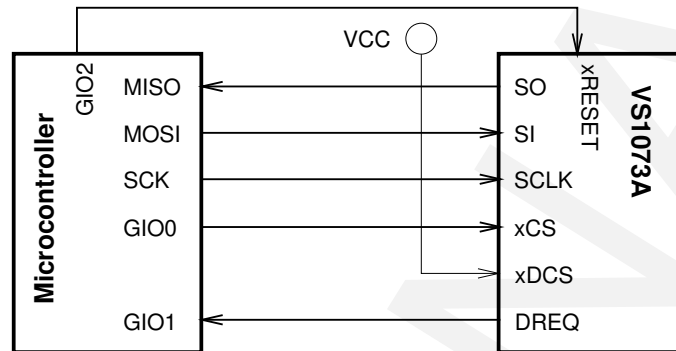 VCC
Microcontroller
GIO2
MISO
MOSI
SCK
GIO0
GIO1
SO
SI
SCLK
xCS
xDCS
DREQ
xRESET
VS1073A